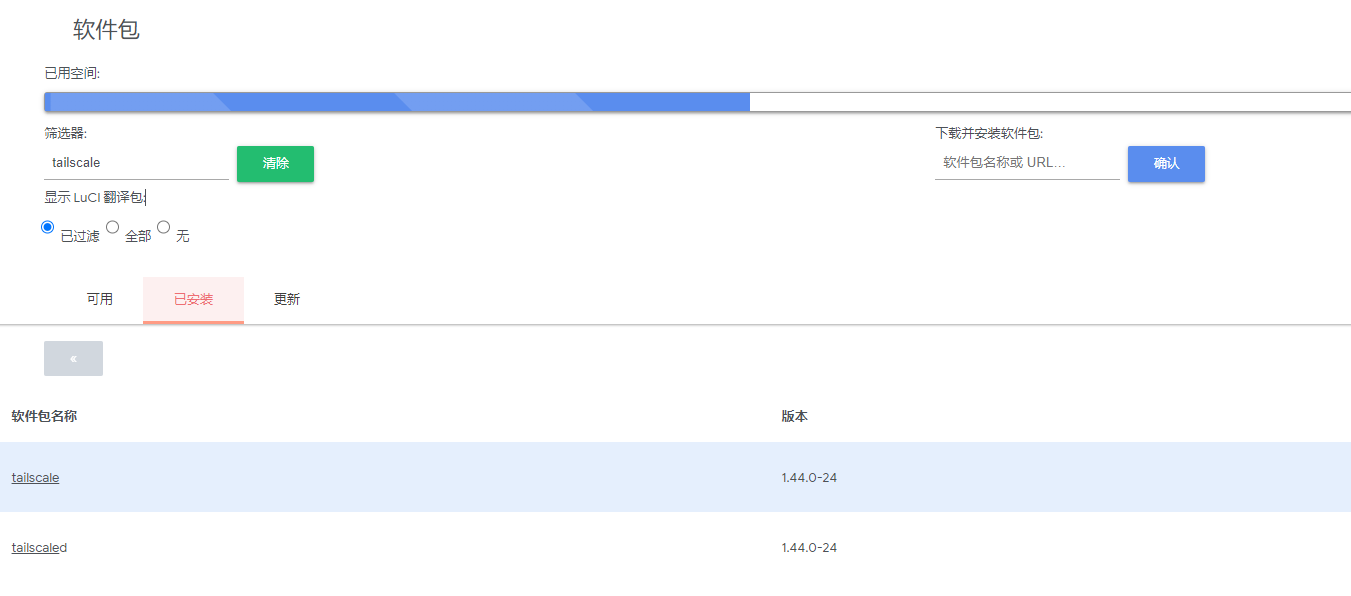 软件包
已用空间:
筛选器:
下载并安装软件包:
tailscale
清除
软件包名称或 URL...
确认
显示 LuCI 翻译包:
已过滤 全部 无
可用 已安装 更新
«
软件包名称 版本
tailscale 1.44.0-24
tailscaled 1.44.0-24